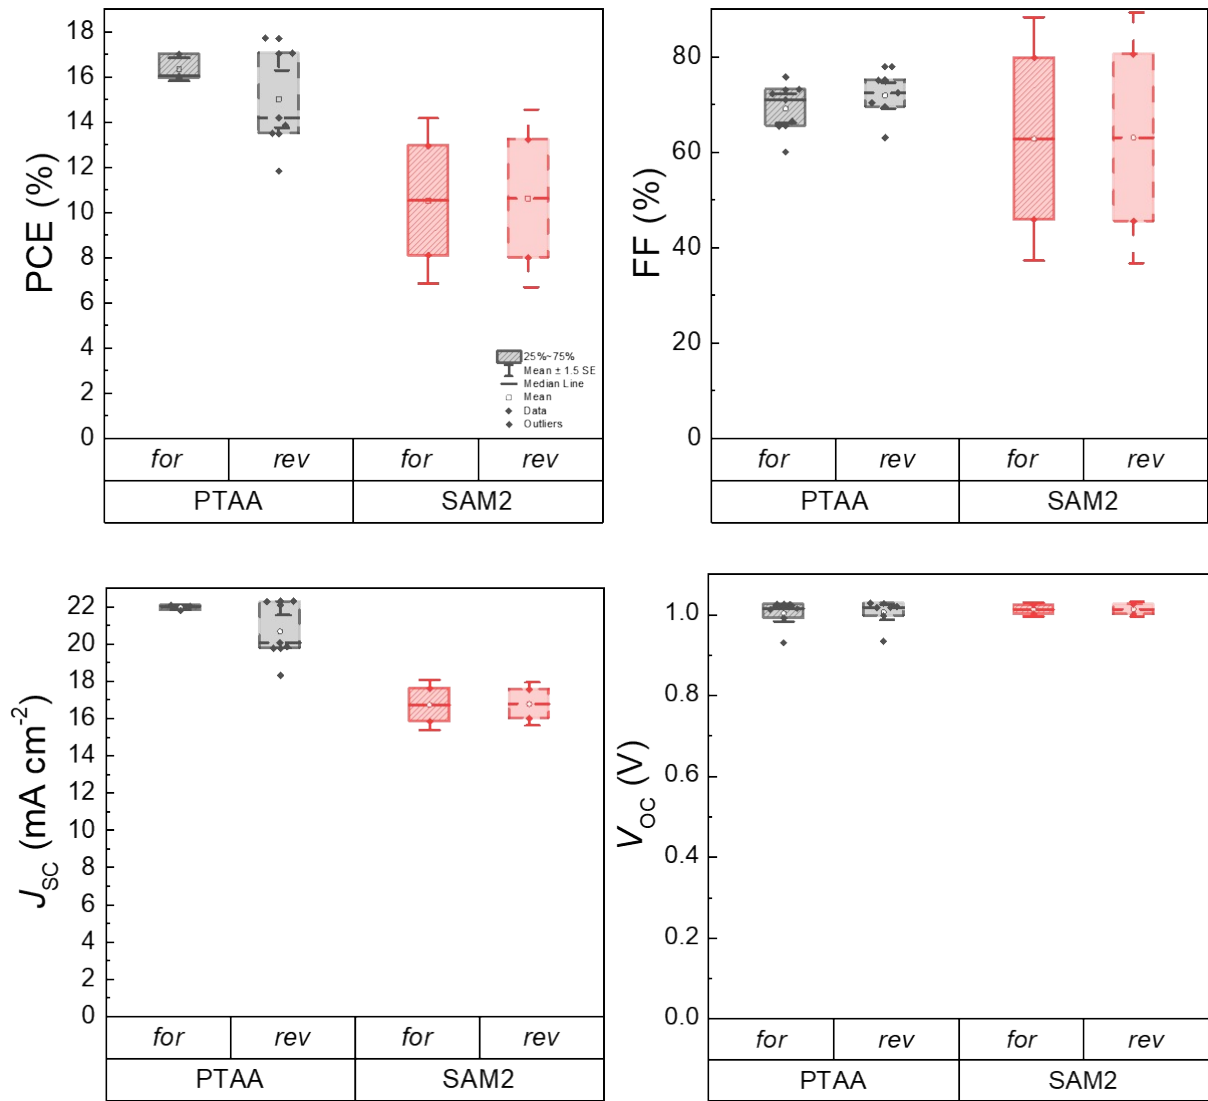 PCE (%)
18
16
14
12
10
8
6
4
2
0
25%~75%
Mean ± 1.5 SE
Median Line
Mean
Data
Outliers
for rev for rev
PTAA SAM2
FF (%)
80
60
40
20
0
for rev for rev
PTAA SAM2
J_SC (mA cm⁻²)
22
20
18
16
14
12
10
8
6
4
2
0
for rev for rev
PTAA SAM2
V_OC (V)
1.0
0.8
0.6
0.4
0.2
0.0
for rev for rev
PTAA SAM2